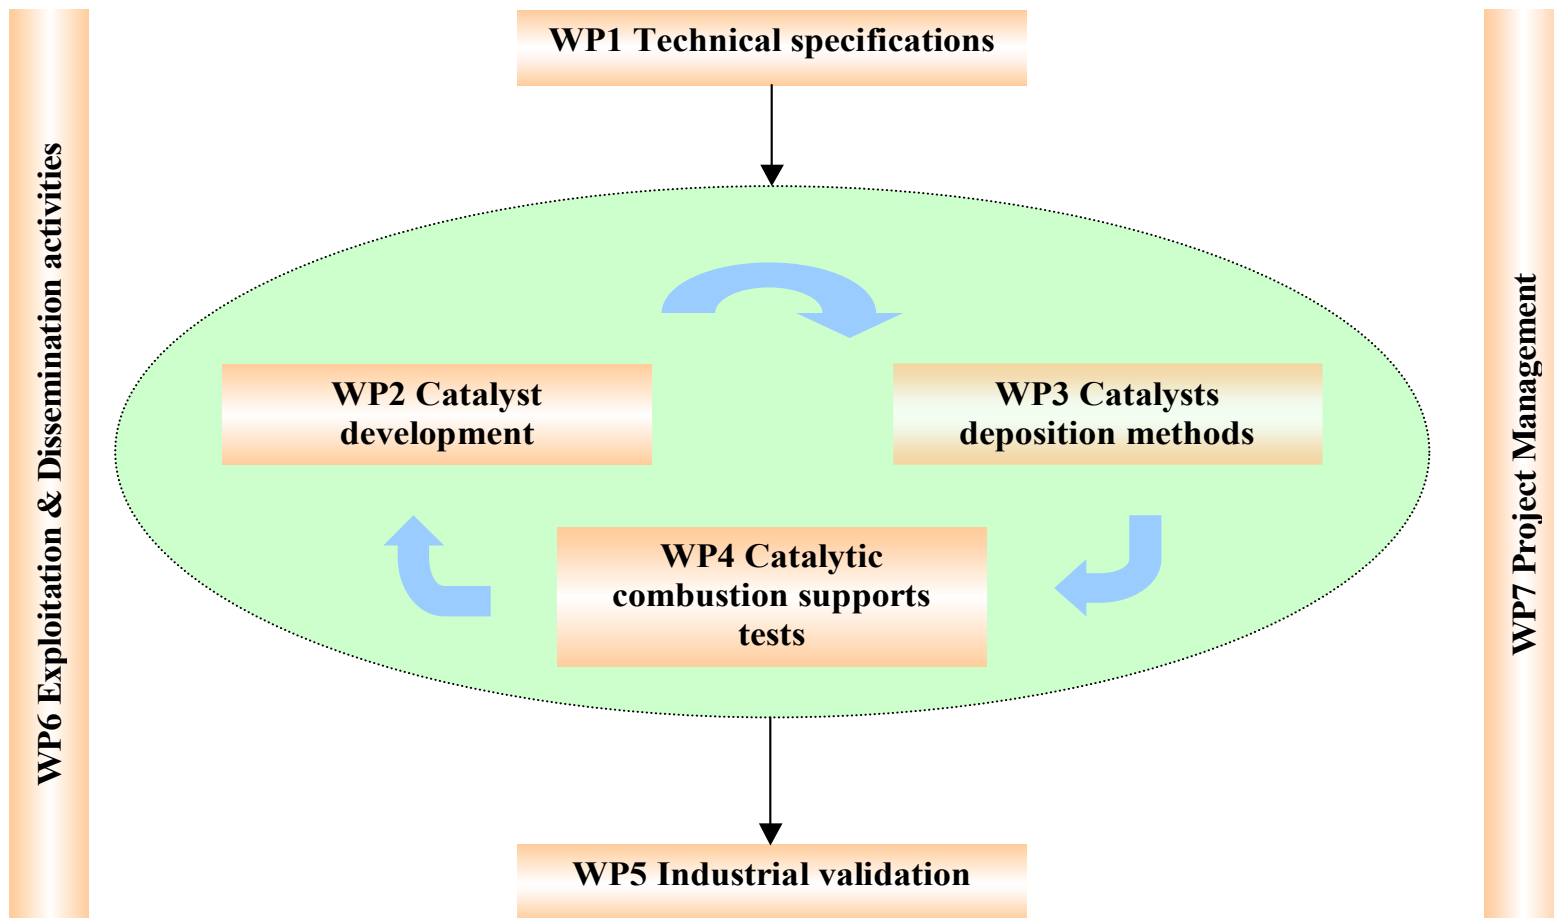 WP1 Technical specifications
WP6 Exploitation & Dissemination activities
WP7 Project Management
WP2 Catalyst
development
WP3 Catalysts
deposition methods
WP4 Catalytic
combustion supports
tests
WP5 Industrial validation